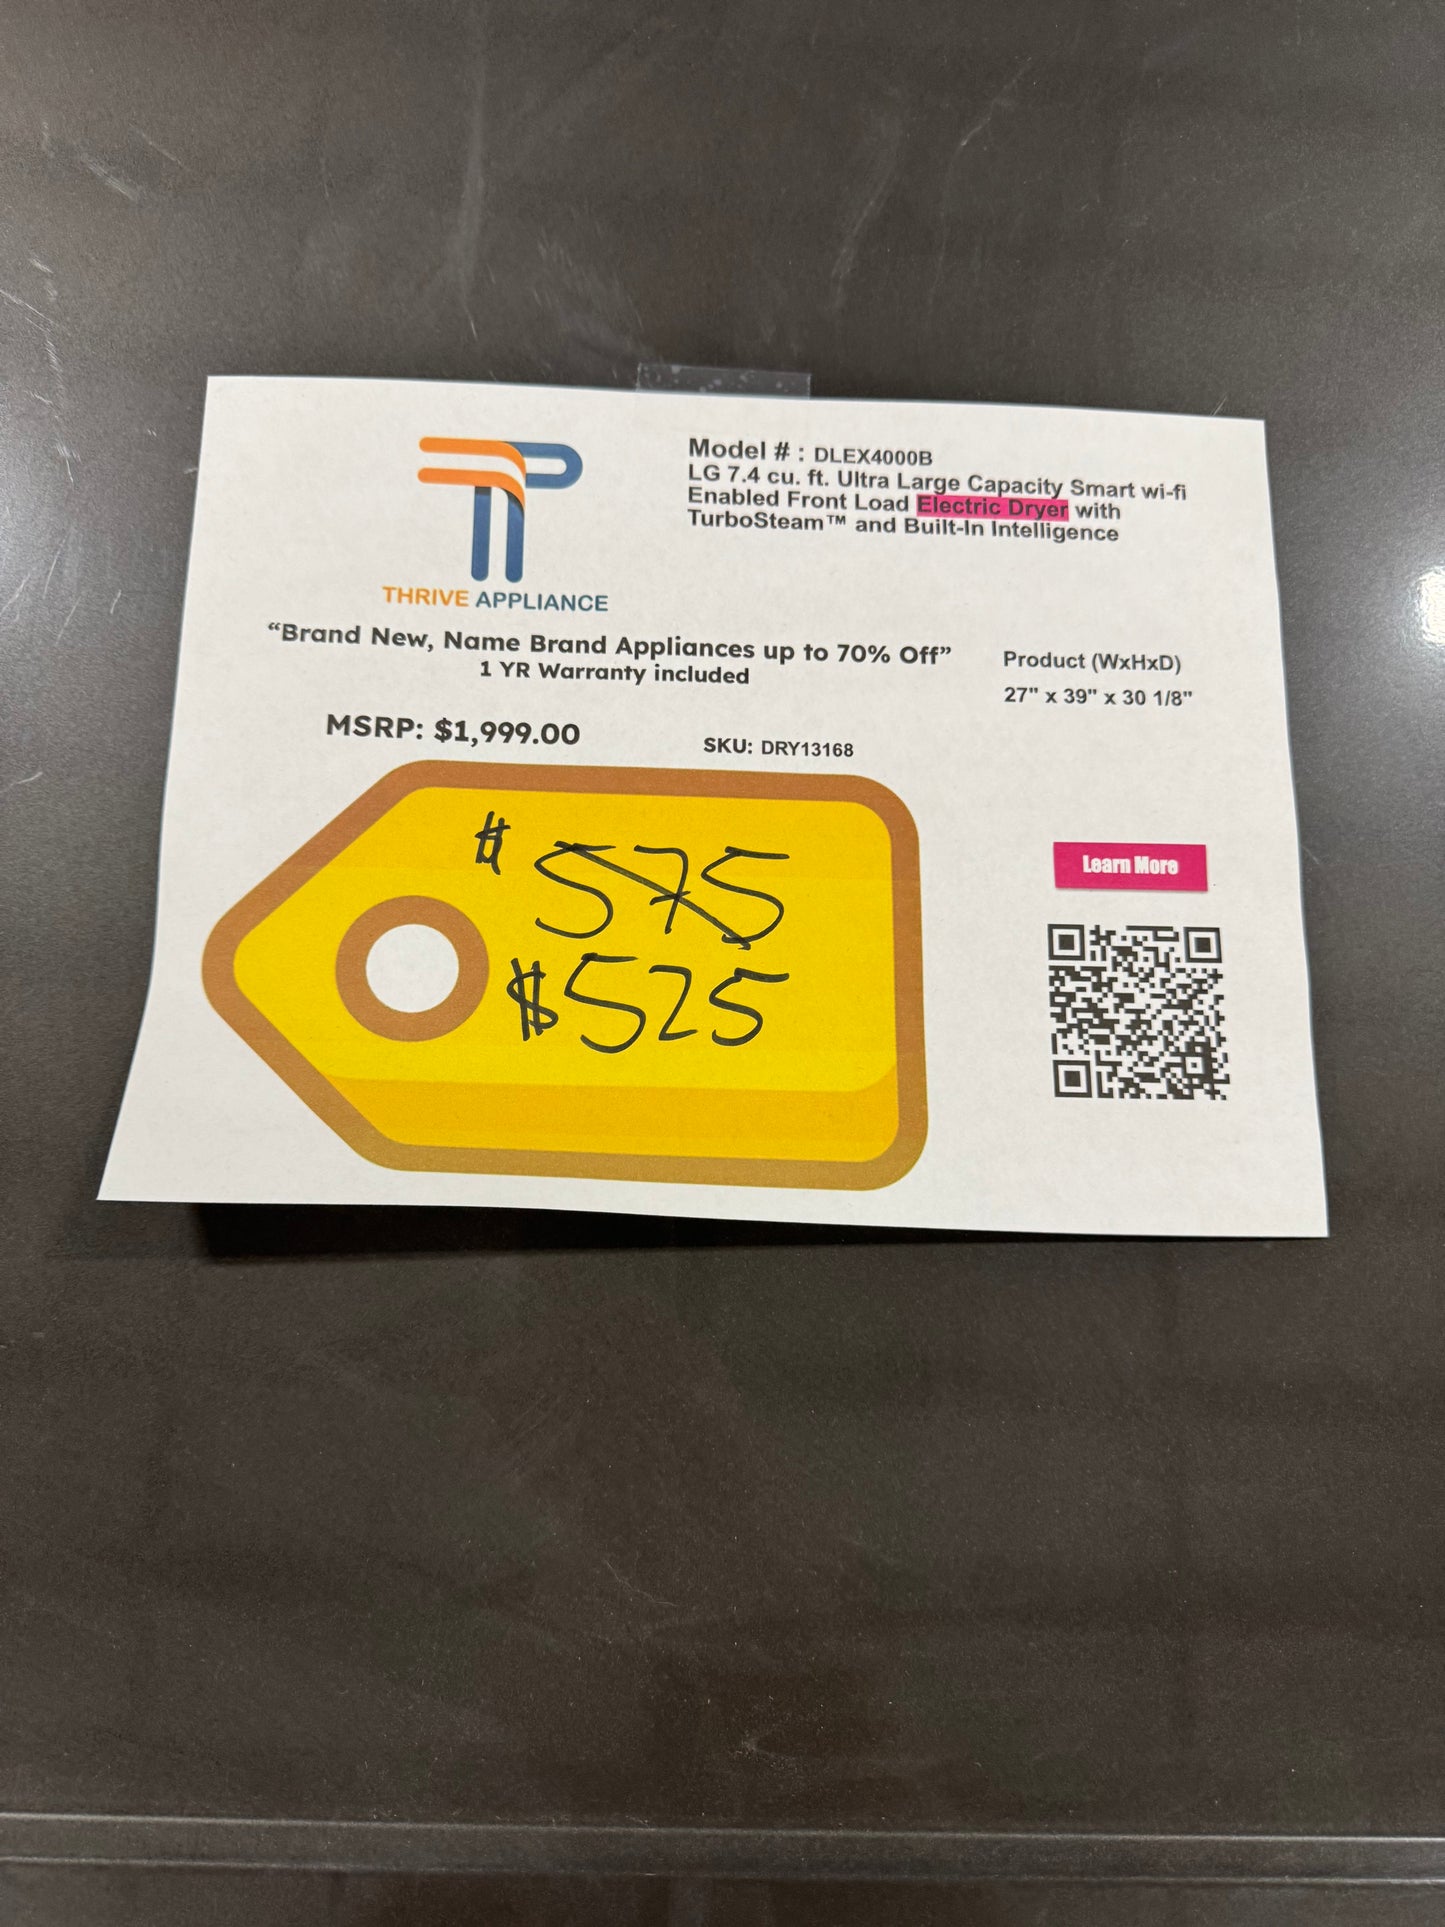 THRIVE APPLIANCE
Model # : DLEX4000B
LG 7.4 cu. ft. Ultra Large Capacity Smart wi-fi
Enabled Front Load Electric Dryer with
TurboSteam™ and Built-In Intelligence
“Brand New, Name Brand Appliances up to 70% Off”
1 YR Warranty included
Product (WxHxD)
27" x 39" x 30 1/8"
MSRP: $1,999.00
SKU: DRY13168
$575
$525
Learn More